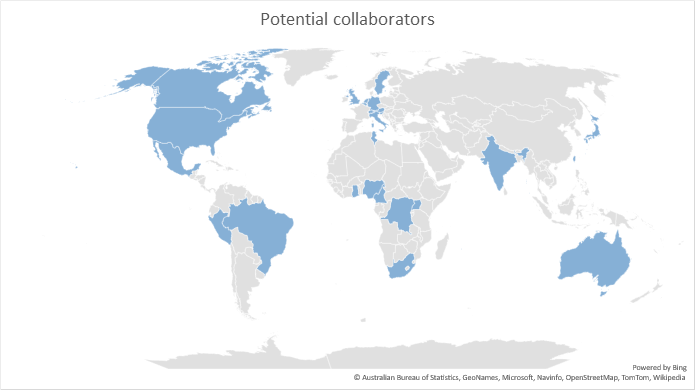 Potential collaborators
Powered by Bing
© Australian Bureau of Statistics, GeoNames, Microsoft, Navinfo, OpenStreetMap, TomTom, Wikipedia